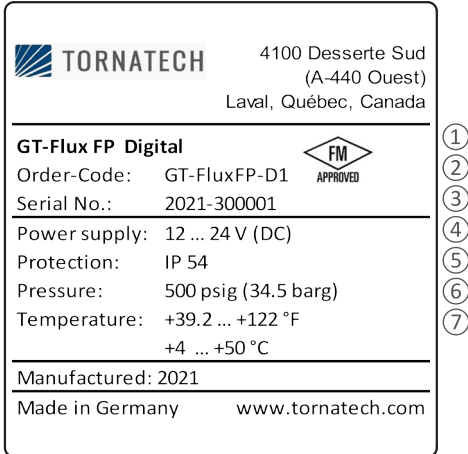 TORNATECH
4100 Desserte Sud
(A-440 Ouest)
Laval, Québec, Canada
GT-Flux FP Digital
FM
APPROVED
Order-Code: GT-FluxFP-D1
Serial No.: 2021-300001
Power supply: 12 ... 24 V (DC)
Protection: IP 54
Pressure: 500 psig (34.5 barg)
Temperature: +39.2 ... +122 °F
+4 ... +50 °C
Manufactured: 2021
Made in Germany www.tornatech.com
①
②
③
④
⑤
⑥
⑦